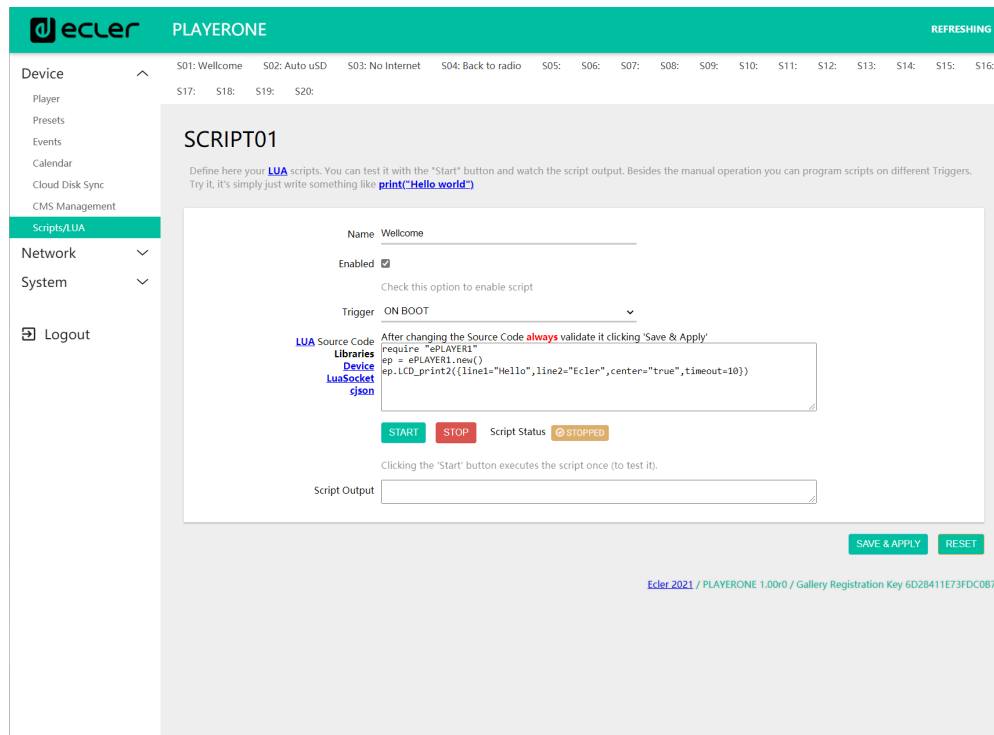 ecler PLAYERONE REFRESHING
Device
Player
Presets
Events
Calendar
Cloud Disk Sync
CMS Management
Scripts/LUA
Network
System
Logout
S01: Wellcome S02: Auto uSD S03: No Internet S04: Back to radio S05: S06: S07: S08: S09: S10: S11: S12: S13: S14: S15: S16:
S17: S18: S19: S20:
SCRIPT01
Define here your LUA scripts. You can test it with the "Start" button and watch the script output. Besides the manual operation you can program scripts on different Triggers.
Try it, it's simply just write something like print("Hello world")
Name Wellcome
Enabled
Check this option to enable script
Trigger ON BOOT
LUA Source Code
Libraries
Device
LuaSocket
cjson
After changing the Source Code always validate it clicking 'Save & Apply'
require "ePLAYER1"
ep = ePLAYER1.new()
ep.LCD_print2({line1="Hello",line2="Ecler",center="true",timeout=10})
START STOP Script Status STOPPED
Clicking the 'Start' button executes the script once (to test it).
Script Output
SAVE & APPLY RESET
Ecler 2021 / PLAYERONE 1.00r0 / Gallery Registration Key 6D28411E73FDC0B7